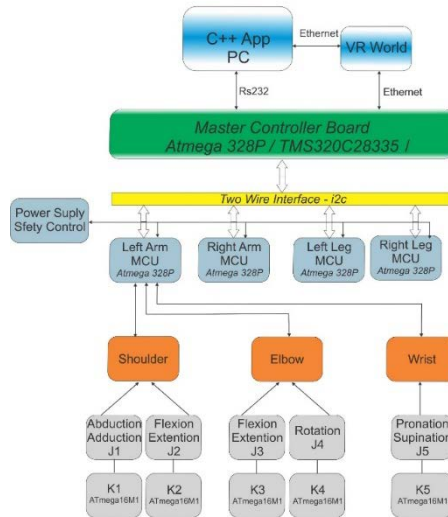 C++ App
PC
Ethernet
VR World
Rs232
Ethernet
Master Controller Board
Atmega 328P / TMS320C28335 /
Two Wire Interface - i2c
Power Suply
Sfety Control
Left Arm
MCU
Atmega 328P
Right Arm
MCU
Atmega 328P
Left Leg
MCU
Atmega 328P
Right Leg
MCU
Atmega 328P
Shoulder
Elbow
Wrist
Abduction
Adduction
J1
Flexion
Extention
J2
Flexion
Extention
J3
Rotation
J4
Pronation
Supination
J5
K1
ATmega16M1
K2
ATmega16M1
K3
ATmega16M1
K4
ATmega16M1
K5
ATmega16M1